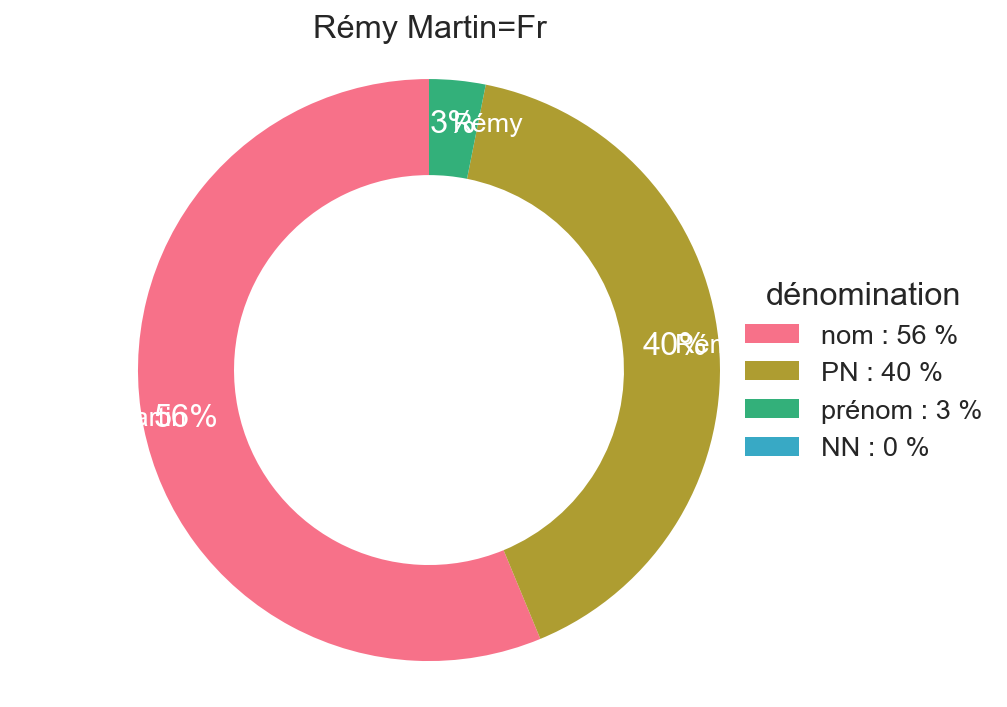 Rémy Martin=Fr
3%
Rémy
40%
56%
dénomination
nom : 56 %
PN : 40 %
prénom : 3 %
NN : 0 %